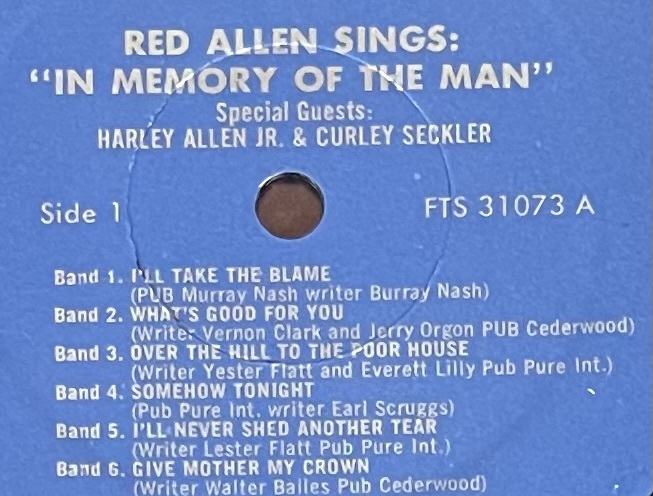 RED ALLEN SINGS:
"IN MEMORY OF THE MAN"
Special Guests:
HARLEY ALLEN JR. & CURLEY SECKLER
Side 1
FTS 31073 A
Band 1. I'LL TAKE THE BLAME
(PUB Murray Nash writer Burray Nash)
Band 2. WHAT'S GOOD FOR YOU
(Writer Vernon Clark and Jerry Orgon PUB Cederwood)
Band 3. OVER THE HILL TO THE POOR HOUSE
(Writer Yester Flatt and Everett Lilly Pub Pure Int.)
Band 4. SOMEHOW TONIGHT
(Pub Pure Int. writer Earl Scruggs)
Band 5. I'LL NEVER SHED ANOTHER TEAR
(Writer Lester Flatt Pub Pure Int.)
Band 6. GIVE MOTHER MY CROWN
(Writer Walter Bailes Pub Cederwood)